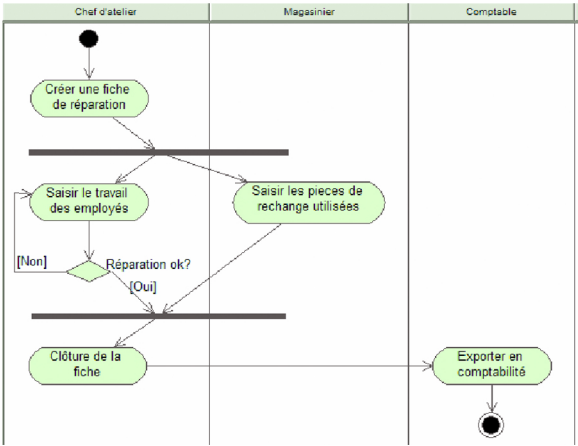 Chef d'atelier
Magasinier
Comptable
Créer une fiche
de réparation
Saisir le travail
des employés
Saisir les pieces de
rechange utilisées
[Non]
Réparation ok?
[Oui]
Clôture de la
fiche
Exporter en
comptabilité